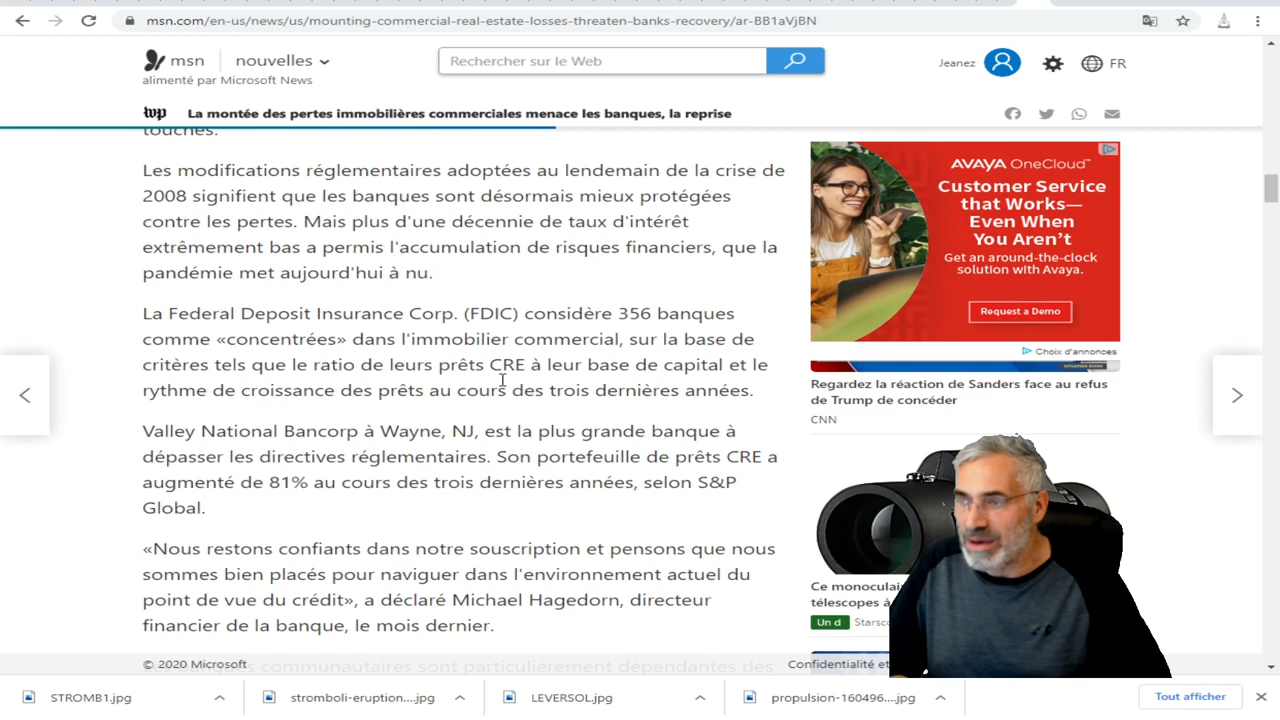 msn.com/en-us/news/us/mounting-commercial-real-estate-losses-threaten-banks-recovery/ar-BB1aVjBN
msn nouvelles
alimenté par Microsoft News
Rechercher sur le Web
Jeanez
FR
wp La montée des pertes immobilières commerciales menace les banques, la reprise
touchés.
Les modifications réglementaires adoptées au lendemain de la crise de
2008 signifient que les banques sont désormais mieux protégées
contre les pertes. Mais plus d'une décennie de taux d'intérêt
extrêmement bas a permis l'accumulation de risques financiers, que la
pandémie met aujourd'hui à nu.
La Federal Deposit Insurance Corp. (FDIC) considère 356 banques
comme «concentrées» dans l'immobilier commercial, sur la base de
critères tels que le ratio de leurs prêts CRE à leur base de capital et le
rythme de croissance des prêts au cours des trois dernières années.
Valley National Bancorp à Wayne, NJ, est la plus grande banque à
dépasser les directives réglementaires. Son portefeuille de prêts CRE a
augmenté de 81% au cours des trois dernières années, selon S&P
Global.
«Nous restons confiants dans notre souscription et pensons que nous
sommes bien placés pour naviguer dans l'environnement actuel du
point de vue du crédit», a déclaré Michael Hagedorn, directeur
financier de la banque, le mois dernier.
communautaires sont particulièrement dépendantes des
AVAYA OneCloud™
Customer Service
that Works—
Even When
You Aren't
Get an around-the-clock
solution with Avaya.
Request a Demo
Choix d'annonces
Regardez la réaction de Sanders face au refus
de Trump de concéder
CNN
Ce monoculai
télescopes à
Un d Starsco
© 2020 Microsoft
Confidentialité et
STROMB1.jpg
stromboli-eruption....jpg
LEVERSOL.jpg
propulsion-160496....jpg
Tout afficher